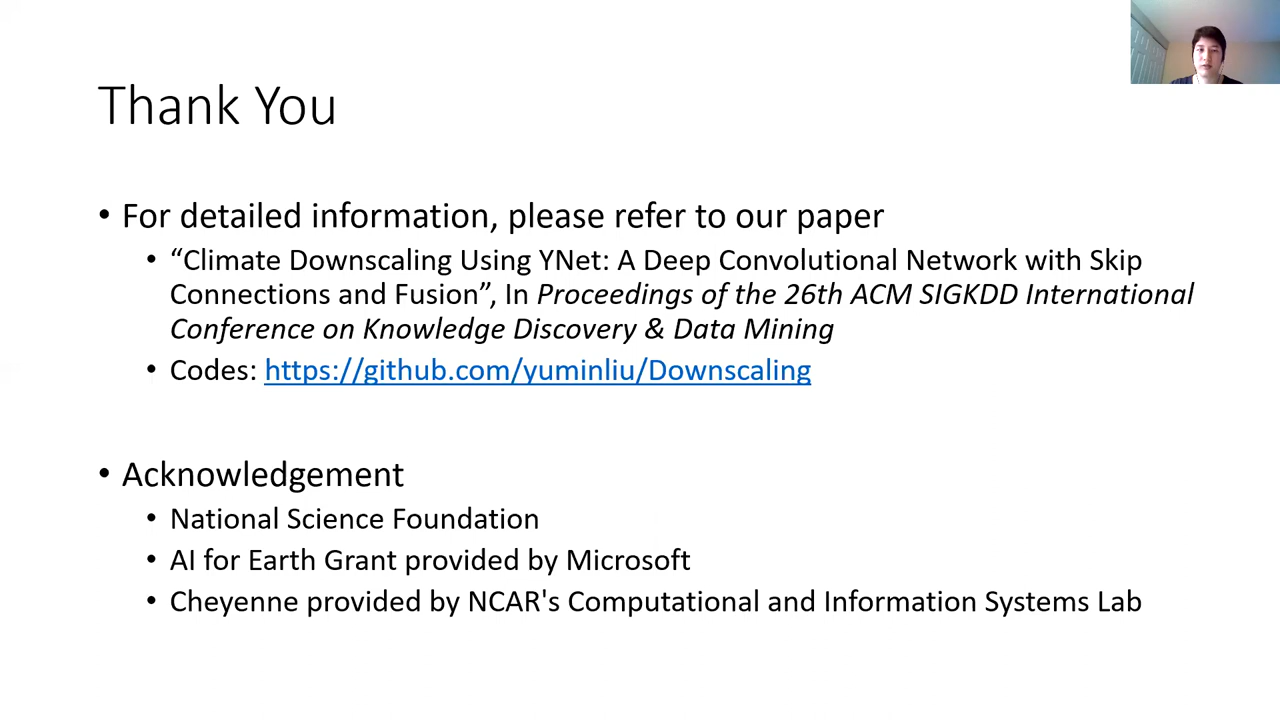 Thank You
• For detailed information, please refer to our paper
• “Climate Downscaling Using YNet: A Deep Convolutional Network with Skip
Connections and Fusion”, In Proceedings of the 26th ACM SIGKDD International
Conference on Knowledge Discovery & Data Mining
• Codes: https://github.com/yuminliu/Downscaling
• Acknowledgement
• National Science Foundation
• AI for Earth Grant provided by Microsoft
• Cheyenne provided by NCAR's Computational and Information Systems Lab